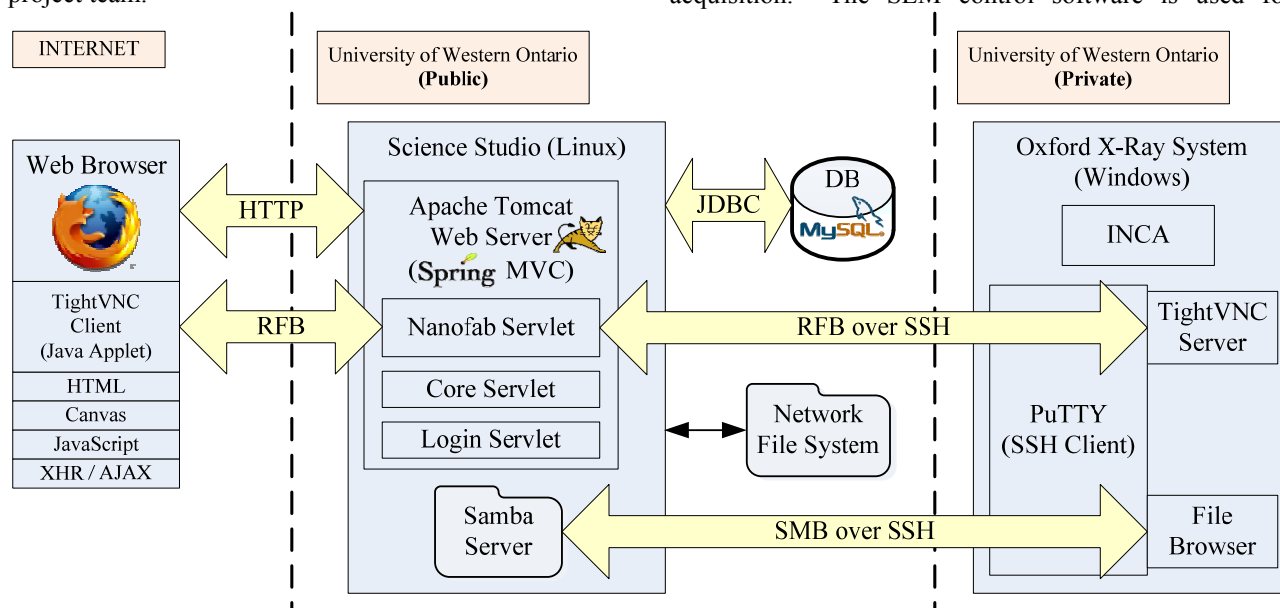 project team.
acquisition. The SEM control software is used fo
INTERNET
University of Western Ontario
(Public)
University of Western Ontario
(Private)
Web Browser
TightVNC
Client
(Java Applet)
HTML
Canvas
JavaScript
XHR / AJAX
HTTP
RFB
Science Studio (Linux)
Apache Tomcat
Web Server
(Spring MVC)
Nanofab Servlet
Core Servlet
Login Servlet
Samba
Server
JDBC
DB
MySQL
RFB over SSH
Network
File System
SMB over SSH
Oxford X-Ray System
(Windows)
INCA
TightVNC
Server
PuTTY
(SSH Client)
File
Browser